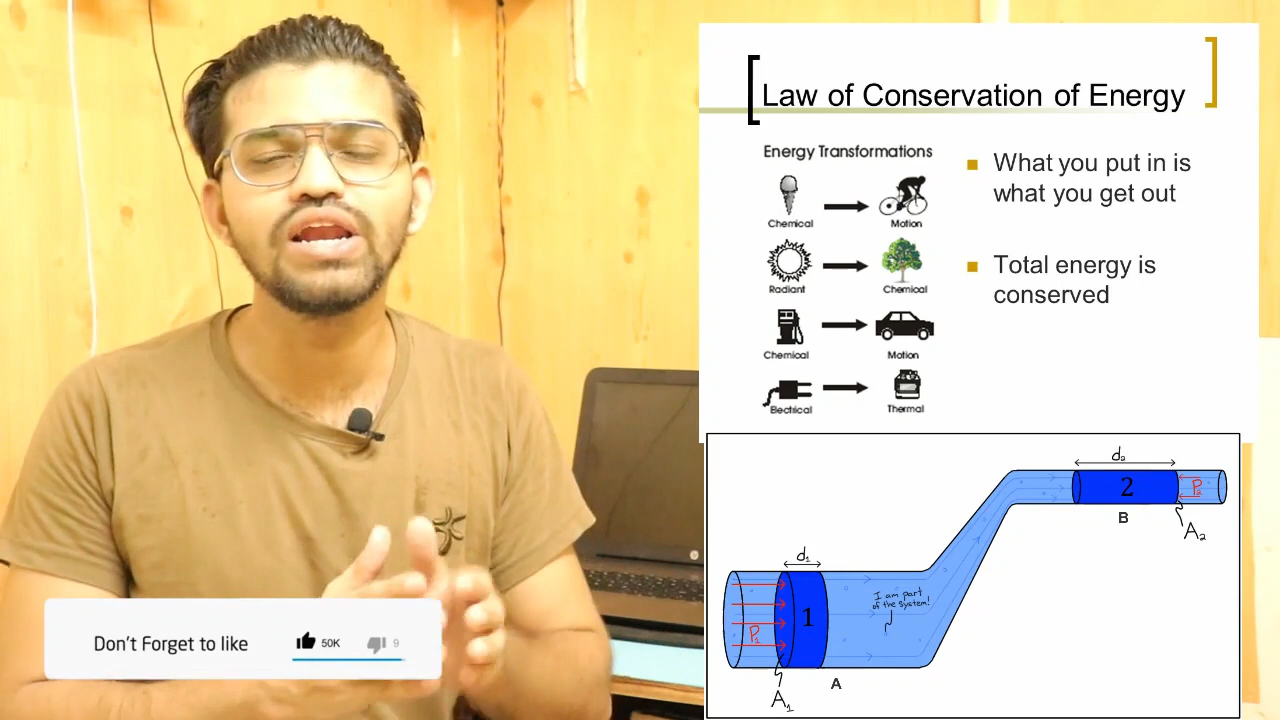 Law of Conservation of Energy
Energy Transformations
Chemical
Motion
Radiant
Chemical
Chemical
Motion
Electrical
Thermal
What you put in is
what you get out
Total energy is
conserved
d₂
2
P₂
B
A₂
d₁
I am part
of the system!
1
P₁
A
A₁
Don't Forget to like
50K
9